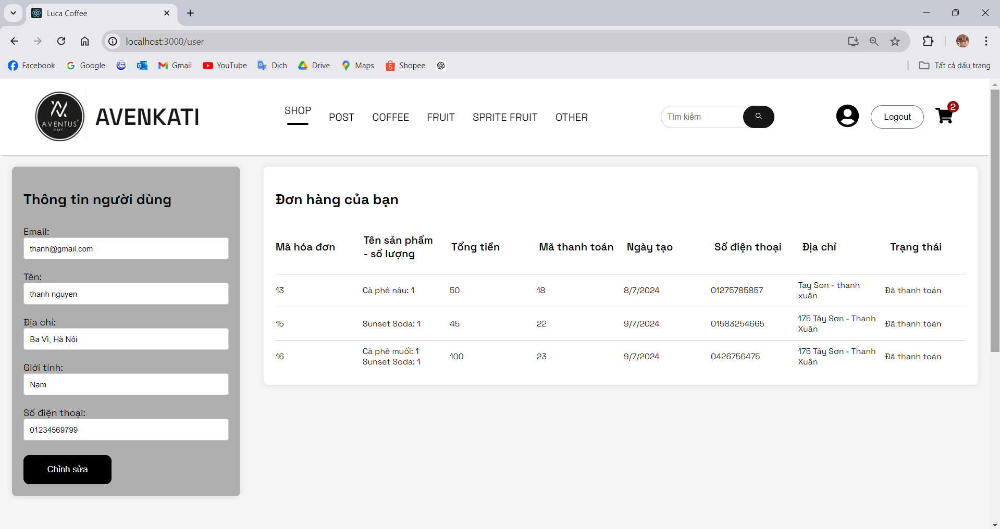 Luca Coffee
localhost:3000/user
Facebook Google Gmail YouTube Dịch Drive Maps Shopee Tất cả dấu trang
AVENTUS
CAFE
AVENKATI
SHOP POST COFFEE FRUIT SPRITE FRUIT OTHER
Tìm kiếm
Logout
2
Thông tin người dùng
Email:
thanh@gmail.com
Tên:
thanh nguyen
Địa chỉ:
Ba Vì, Hà Nội
Giới tính:
Nam
Số điện thoại:
01234569799
Chỉnh sửa
Đơn hàng của bạn
Mã hóa đơn Tên sản phẩm - số lượng Tổng tiền Mã thanh toán Ngày tạo Số điện thoại Địa chỉ Trạng thái
13 Cà phê nâu: 1 50 18 8/7/2024 01275785857 Tay Son - thanh xuân Đã thanh toán
15 Sunset Soda: 1 45 22 9/7/2024 01583254665 175 Tây Sơn - Thanh Xuân Đã thanh toán
16 Cà phê muối: 1 Sunset Soda: 1 100 23 9/7/2024 0426756475 175 Tây Sơn - Thanh Xuân Đã thanh toán